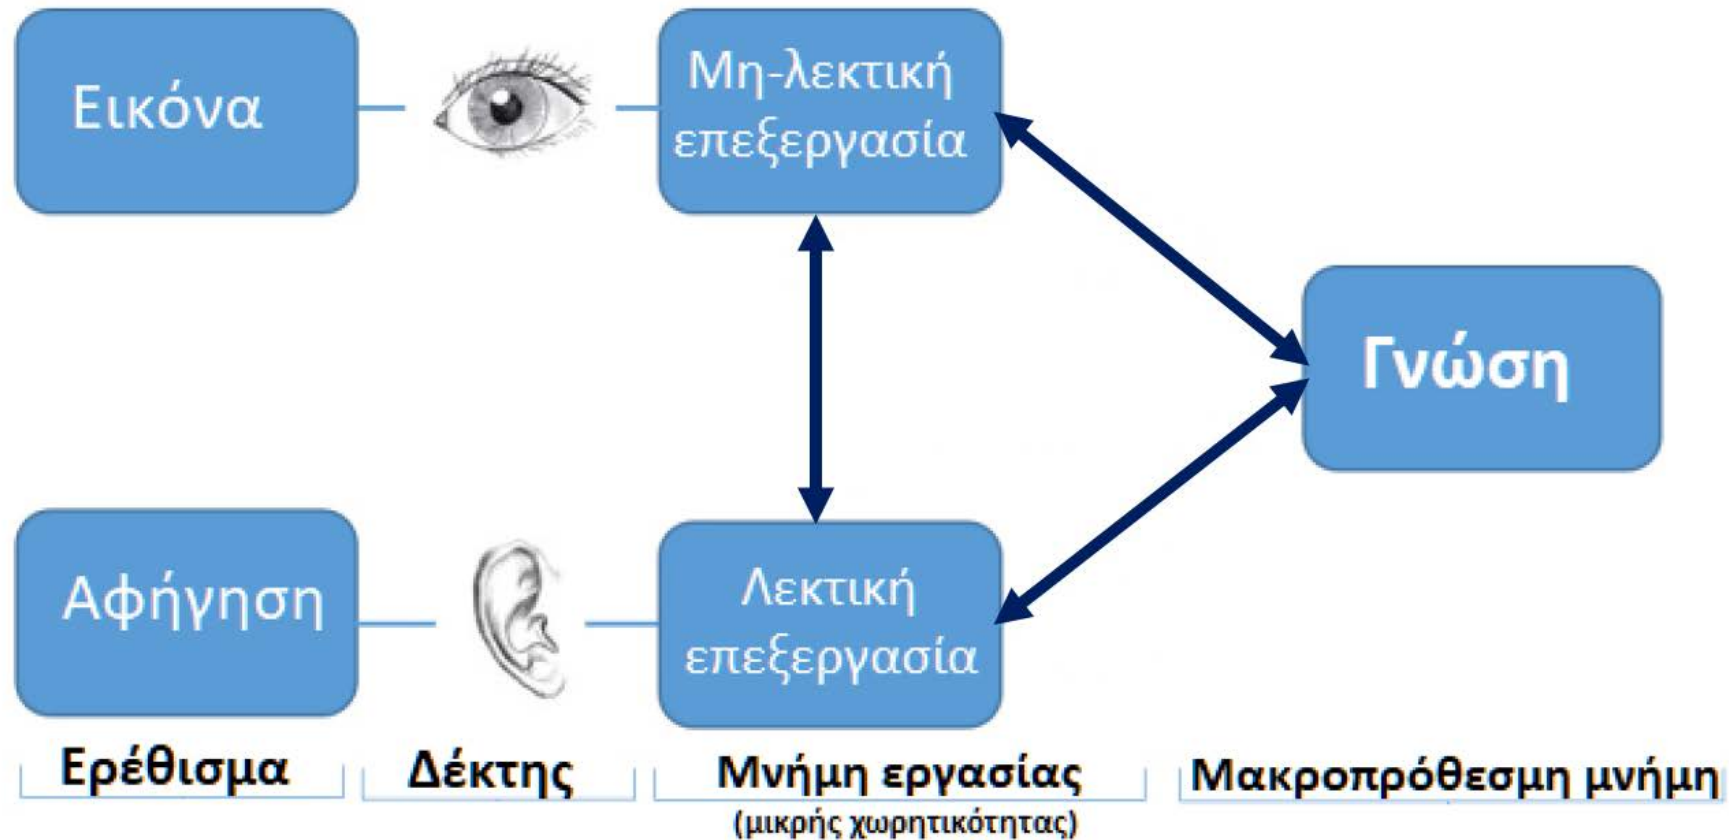 Εικόνα
Μη-λεκτική
επεξεργασία
Γνώση
Αφήγηση
Λεκτική
επεξεργασία
Ερέθισμα
Δέκτης
Μνήμη εργασίας
(μικρής χωρητικότητας)
Μακροπρόθεσμη μνήμη